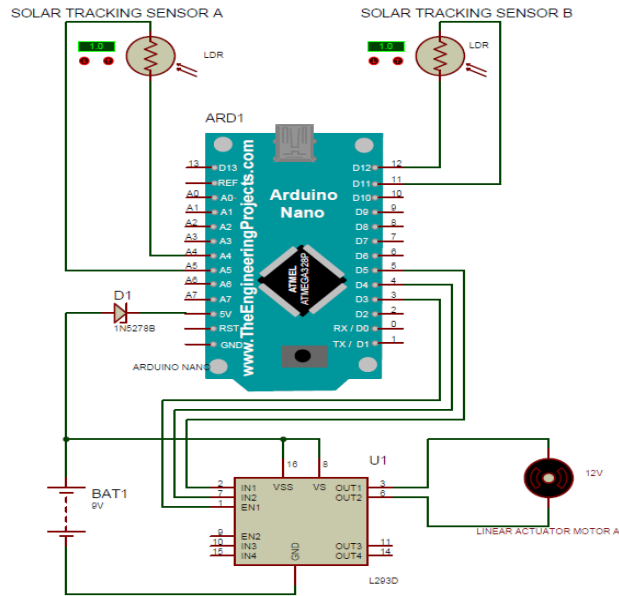 SOLAR TRACKING SENSOR A
SOLAR TRACKING SENSOR B
1.0
LDR
1.0
LDR
ARD1
13 D13
REF
A0 A0
A1 A1
A2 A2
A3 A3
A4 A4
A5 A5
A6 A6
A7 A7
5V
RST
GND
www.TheEngineeringProjects.com
Arduino
Nano
ATMEL
ATMEGA328P
D12 12
D11 11
D10 10
D9 9
D8 8
D7 7
D6 6
D5 5
D4 4
D3 3
D2 2
RX / D0 0
TX / D1 1
D1
1N5278B
ARDUINO NANO
BAT1
9V
U1
16 8
VSS VS
2 IN1
7 IN2
1 EN1
9 EN2
10 IN3
15 IN4
GND
OUT1 3
OUT2 6
OUT3 11
OUT4 14
L293D
12V
LINEAR ACTUATOR MOTOR A